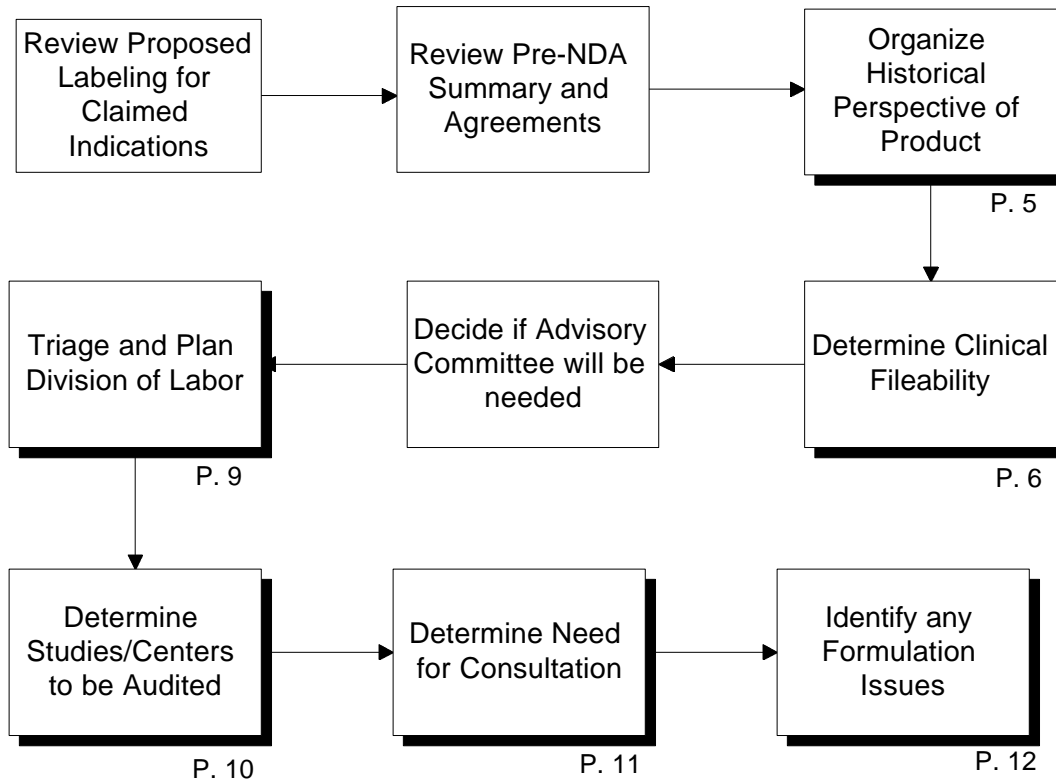 Review Proposed
Labeling for
Claimed
Indications
Review Pre-NDA
Summary and
Agreements
Organize
Historical
Perspective of
Product
P. 5
Determine Clinical
Fileability
P. 6
Decide if Advisory
Committee will be
needed
Triage and Plan
Division of Labor
P. 9
Determine
Studies/Centers
to be Audited
P. 10
Determine Need
for Consultation
P. 11
Identify any
Formulation
Issues
P. 12